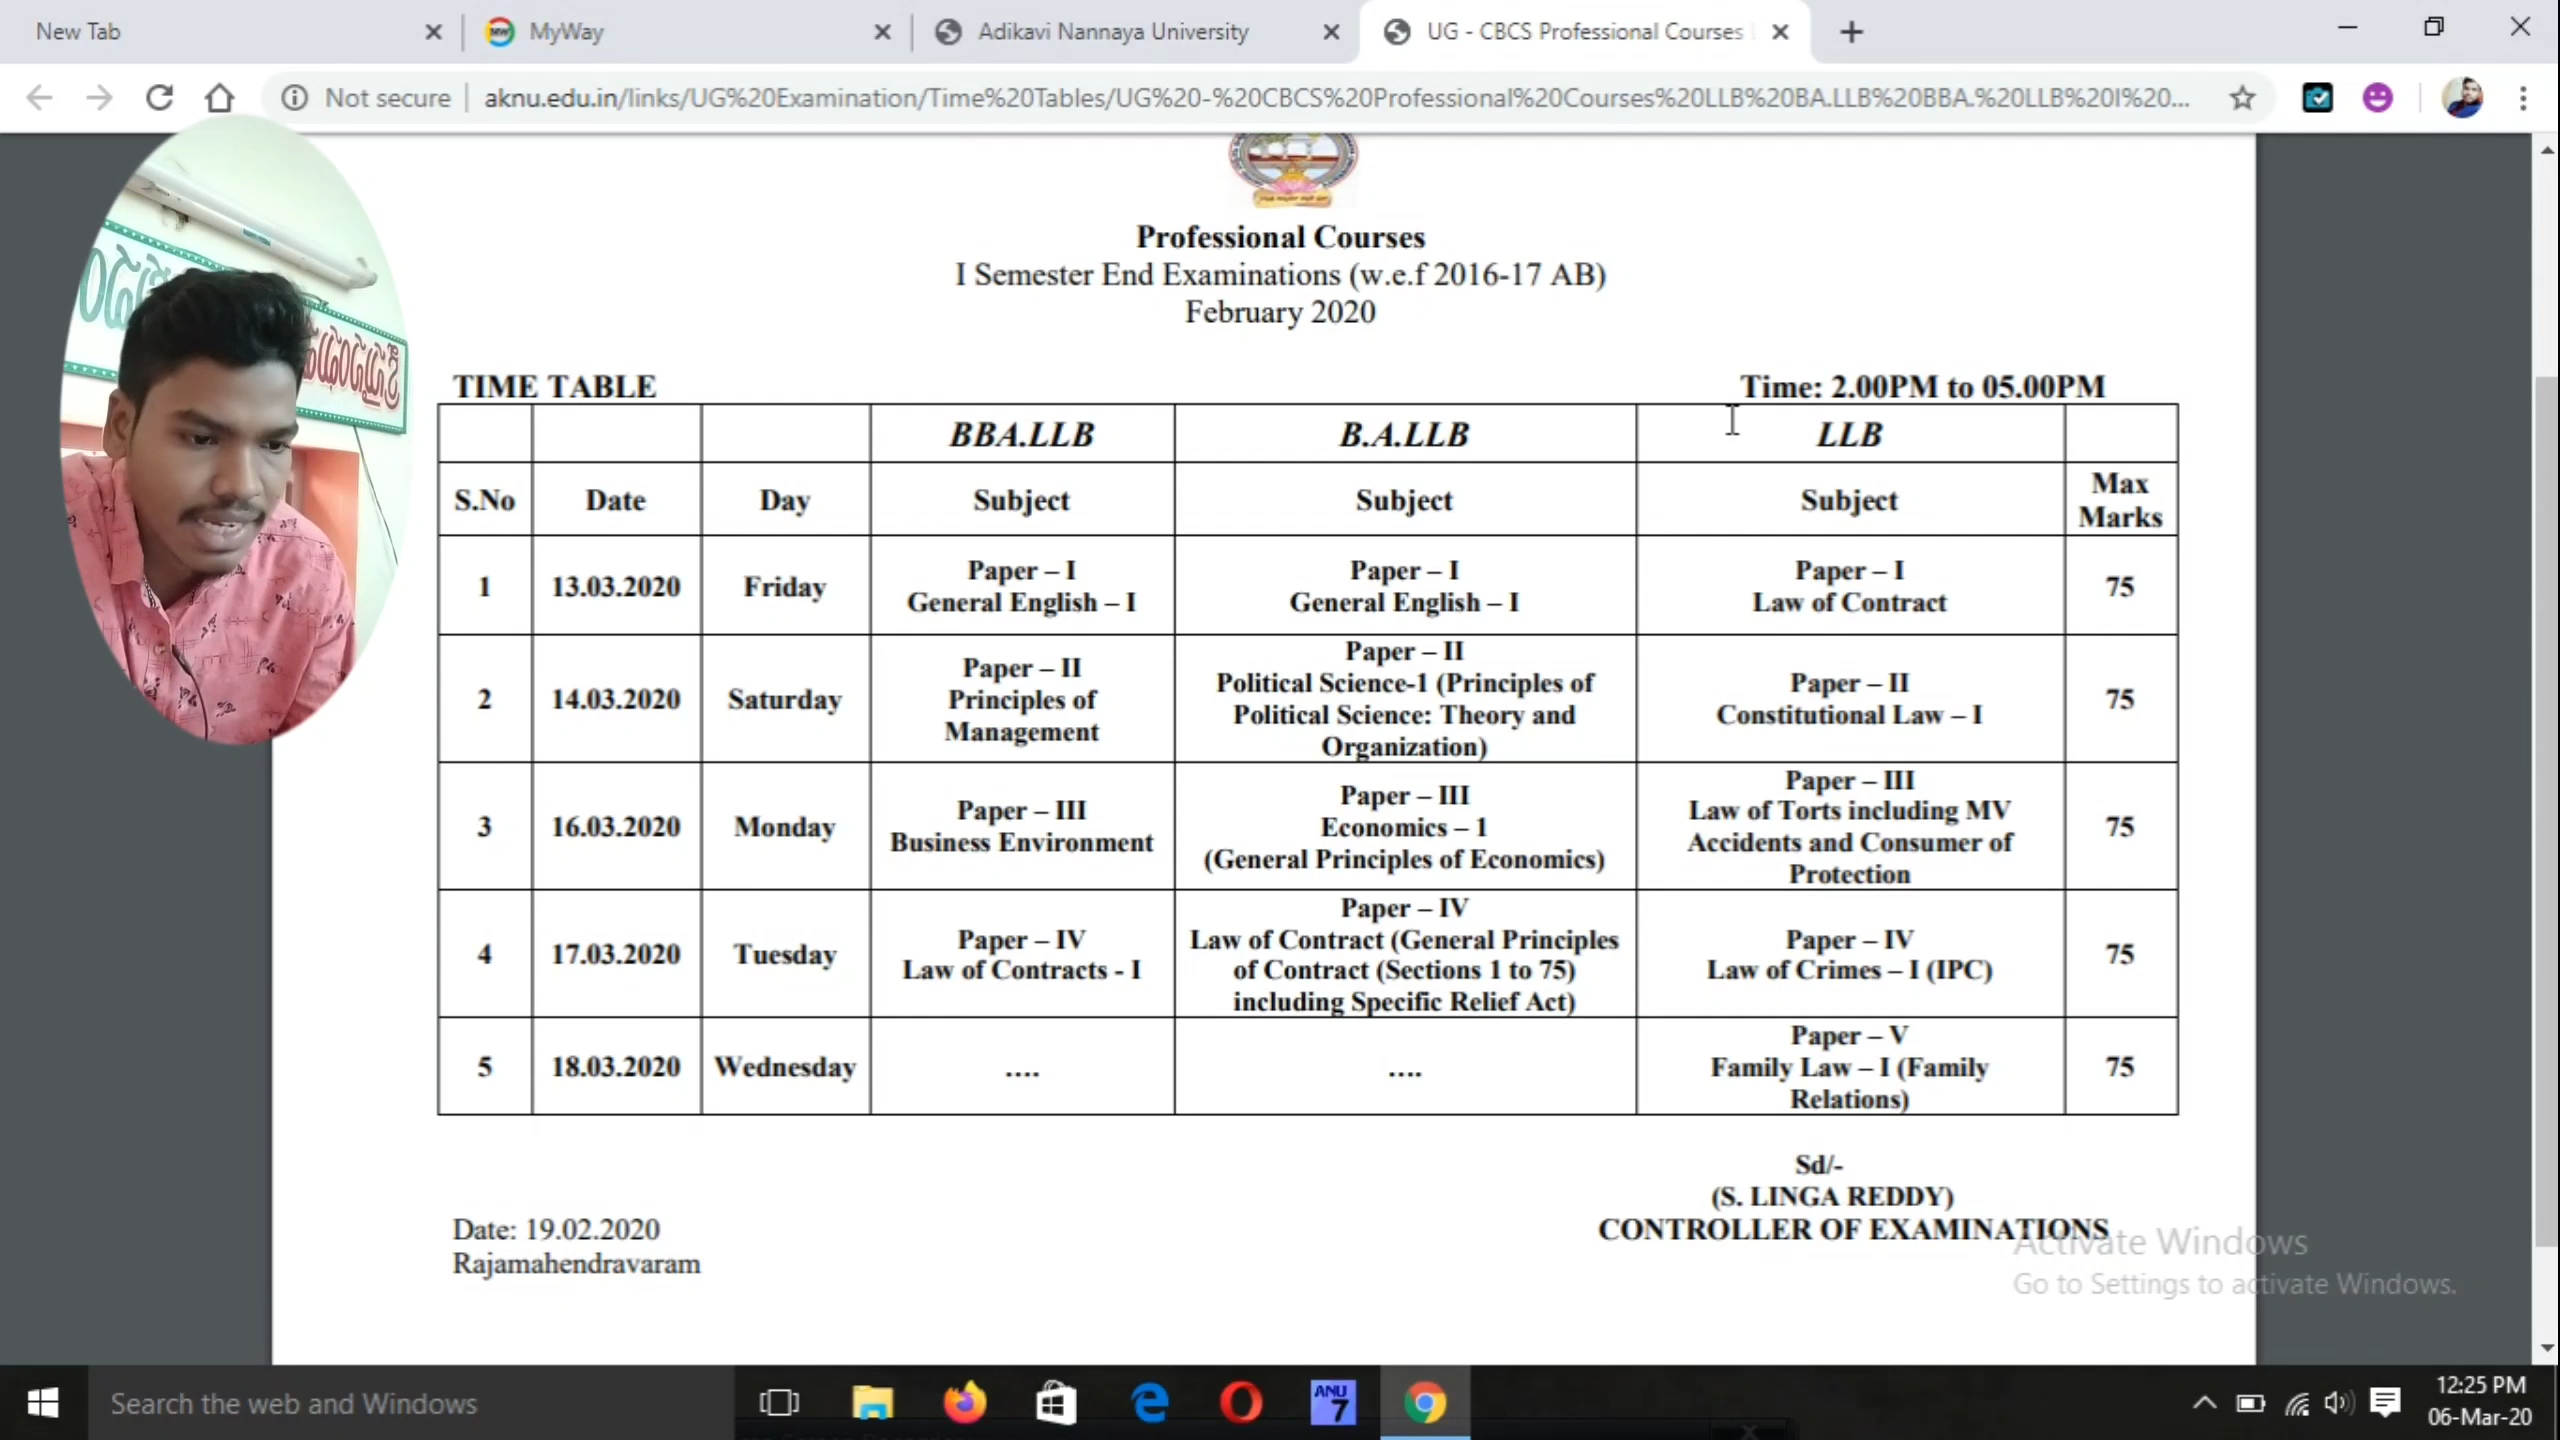 New Tab
MyWay
Adikavi Nannaya University
UG - CBCS Professional Courses
Not secure
aknu.edu.in/links/UG%20Examination/Time%20Tables/UG%20-%20CBCS%20Professional%20Courses%20LLB%20BA.LLB%20BBA.%20LLB%20I%20...
Professional Courses
I Semester End Examinations (w.e.f 2016-17 AB)
February 2020
TIME TABLE
Time: 2.00PM to 05.00PM
BBA.LLB
B.A.LLB
LLB
S.No
Date
Day
Subject
Subject
Subject
Max
Marks
1
13.03.2020
Friday
Paper – I
General English – I
Paper – I
General English – I
Paper – I
Law of Contract
75
2
14.03.2020
Saturday
Paper – II
Principles of
Management
Paper – II
Political Science-1 (Principles of
Political Science: Theory and
Organization)
Paper – II
Constitutional Law – I
75
3
16.03.2020
Monday
Paper – III
Business Environment
Paper – III
Economics – 1
(General Principles of Economics)
Paper – III
Law of Torts including MV
Accidents and Consumer of
Protection
75
4
17.03.2020
Tuesday
Paper – IV
Law of Contracts - I
Paper – IV
Law of Contract (General Principles
of Contract (Sections 1 to 75)
including Specific Relief Act)
Paper – IV
Law of Crimes – I (IPC)
75
5
18.03.2020
Wednesday
....
....
Paper – V
Family Law – I (Family
Relations)
75
Sd/-
(S. LINGA REDDY)
CONTROLLER OF EXAMINATIONS
Date: 19.02.2020
Rajamahendravaram
Activate Windows
Go to Settings to activate Windows.
Search the web and Windows
ANU
7
12:25 PM
06-Mar-20